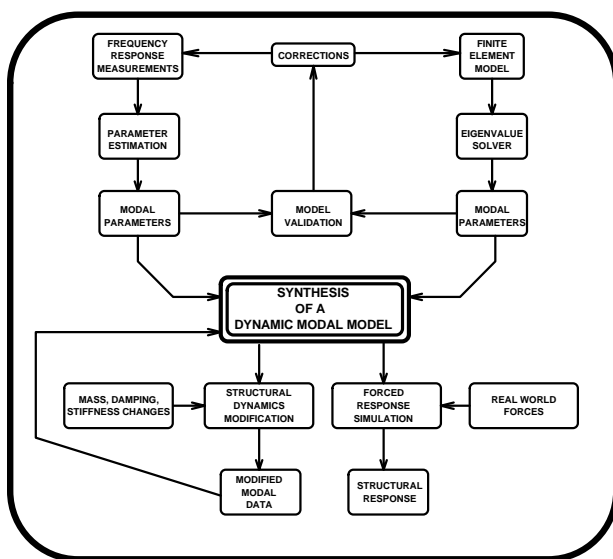 FREQUENCY
RESPONSE
MEASUREMENTS
CORRECTIONS
FINITE
ELEMENT
MODEL
PARAMETER
ESTIMATION
EIGENVALUE
SOLVER
MODAL
PARAMETERS
MODEL
VALIDATION
MODAL
PARAMETERS
SYNTHESIS
OF A
DYNAMIC MODAL MODEL
MASS, DAMPING,
STIFFNESS CHANGES
STRUCTURAL
DYNAMICS
MODIFICATION
FORCED
RESPONSE
SIMULATION
REAL WORLD
FORCES
MODIFIED
MODAL
DATA
STRUCTURAL
RESPONSE